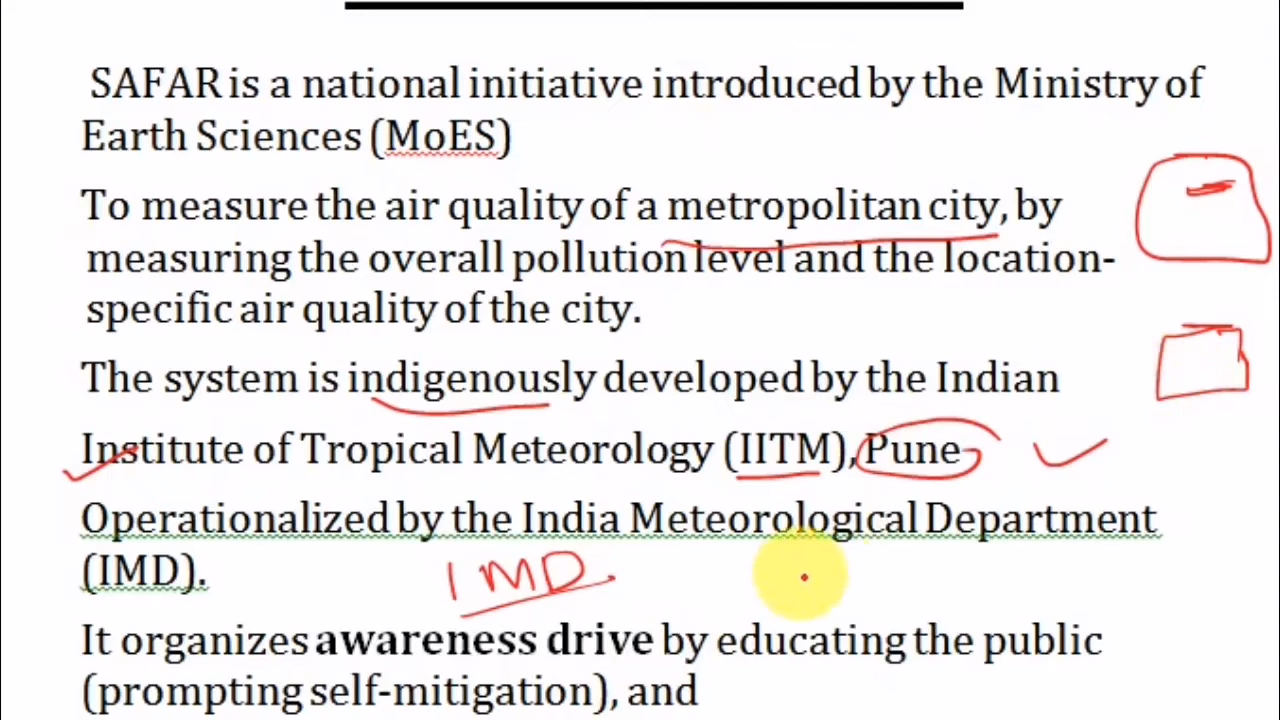 SAFAR is a national initiative introduced by the Ministry of
Earth Sciences (MoES)
To measure the air quality of a metropolitan city, by
measuring the overall pollution level and the location-
specific air quality of the city.
The system is indigenously developed by the Indian
Institute of Tropical Meteorology (IITM), Pune
Operationalized by the India Meteorological Department
(IMD).
IMD
It organizes awareness drive by educating the public
(prompting self-mitigation), and